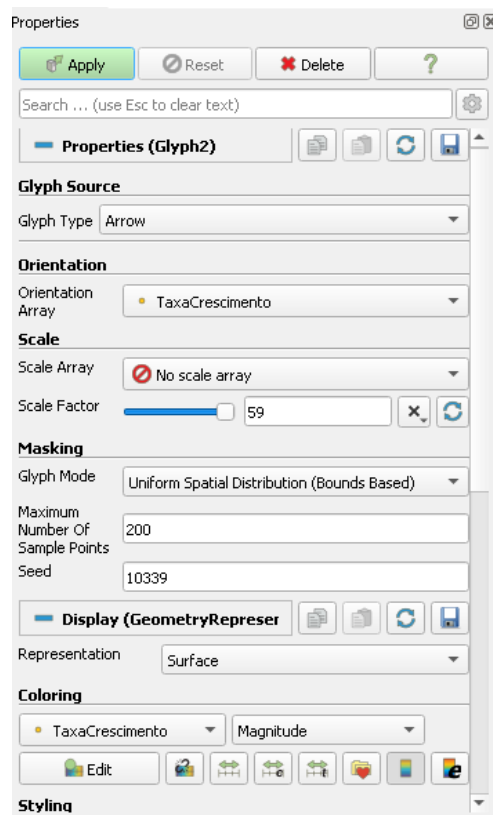 Properties
Apply Reset Delete ?
Search ... (use Esc to clear text)
Properties (Glyph2)
Glyph Source
Glyph Type Arrow
Orientation
Orientation
Array
TaxaCrescimento
Scale
Scale Array No scale array
Scale Factor 59
Masking
Glyph Mode Uniform Spatial Distribution (Bounds Based)
Maximum
Number Of
Sample Points
200
Seed 10339
Display (GeometryRepreser
Representation Surface
Coloring
TaxaCrescimento Magnitude
Edit
Styling